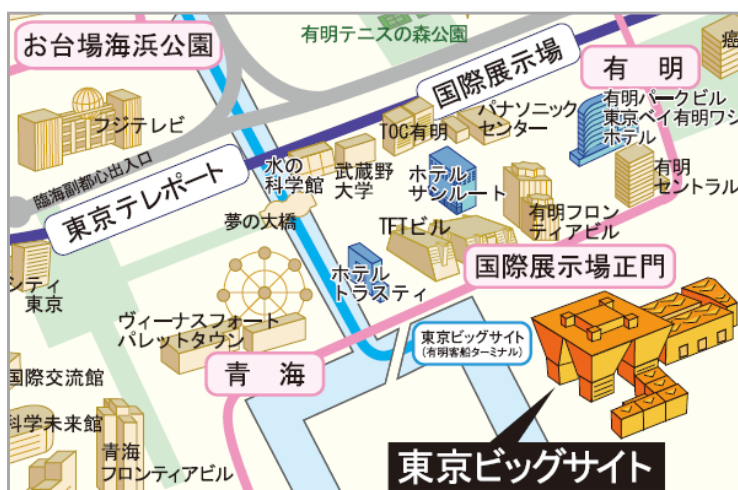 お台場海浜公園
有明テニスの森公園
国際展示場
有明
癌
フジテレビ
臨海副都心出入口
東京テレポート
水の
科学館
武蔵野
大学
TOC有明
パナソニック
センター
有明パークビル
東京ベイ有明ワシ
ホテル
ホテル
サンルート
有明フロン
ティアビル
有明
セントラル
夢の大橋
TFTビル
ホテル
トラスティ
国際展示場正門
シティ
東京
ヴィーナスフォート
パレットタウン
青海
東京ビッグサイト
(有明客船ターミナル)
国際交流館
科学未来館
青海
フロンティアビル
東京ビッグサイト